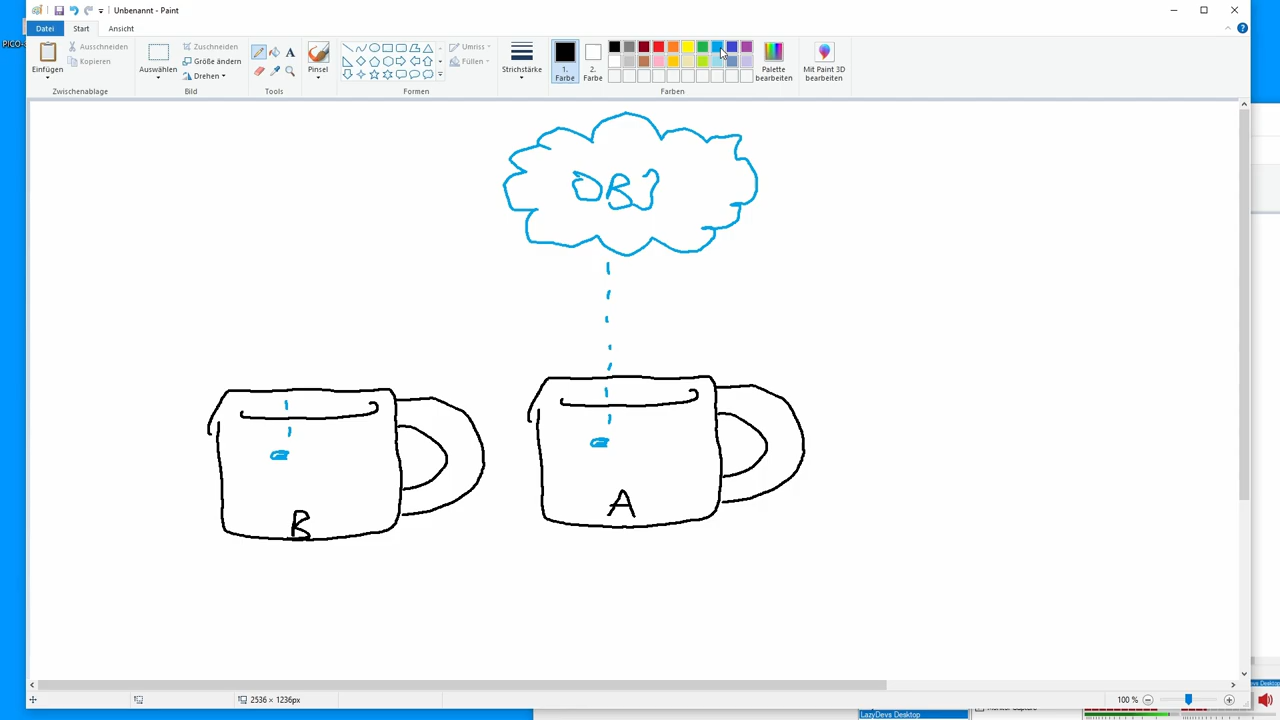 Unbenannt - Paint
PICO-
Datei
Start
Ansicht
Einfügen
Ausschneiden
Kopieren
Zwischenablage
Auswählen
Zuschneiden
Größe ändern
Drehen
Bild
Tools
Pinsel
Formen
Umriss
Füllen
Strichstärke
1.
Farbe
2.
Farbe
Farben
Palette
bearbeiten
Mit Paint 3D
bearbeiten
OBJ
B
A
2536 × 1236px
100 %
LazyDevs Desktop